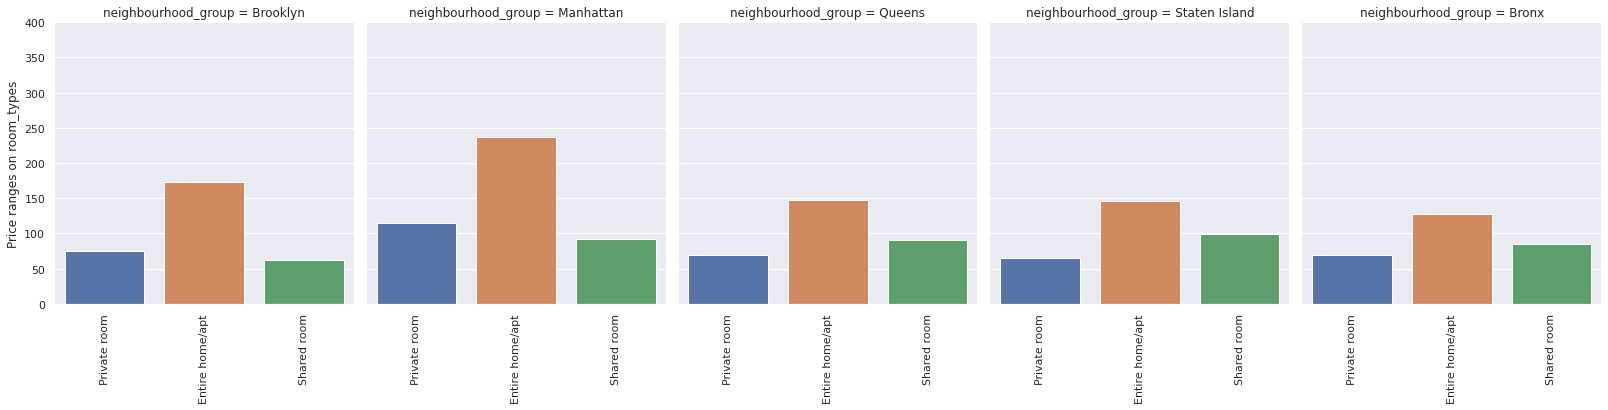 neighbourhood_group = Brooklyn
neighbourhood_group = Manhattan
neighbourhood_group = Queens
neighbourhood_group = Staten Island
neighbourhood_group = Bronx
Price ranges on room_types
400
350
300
250
200
150
100
50
0
Private room
Entire home/apt
Shared room
Private room
Entire home/apt
Shared room
Private room
Entire home/apt
Shared room
Private room
Entire home/apt
Shared room
Private room
Entire home/apt
Shared room